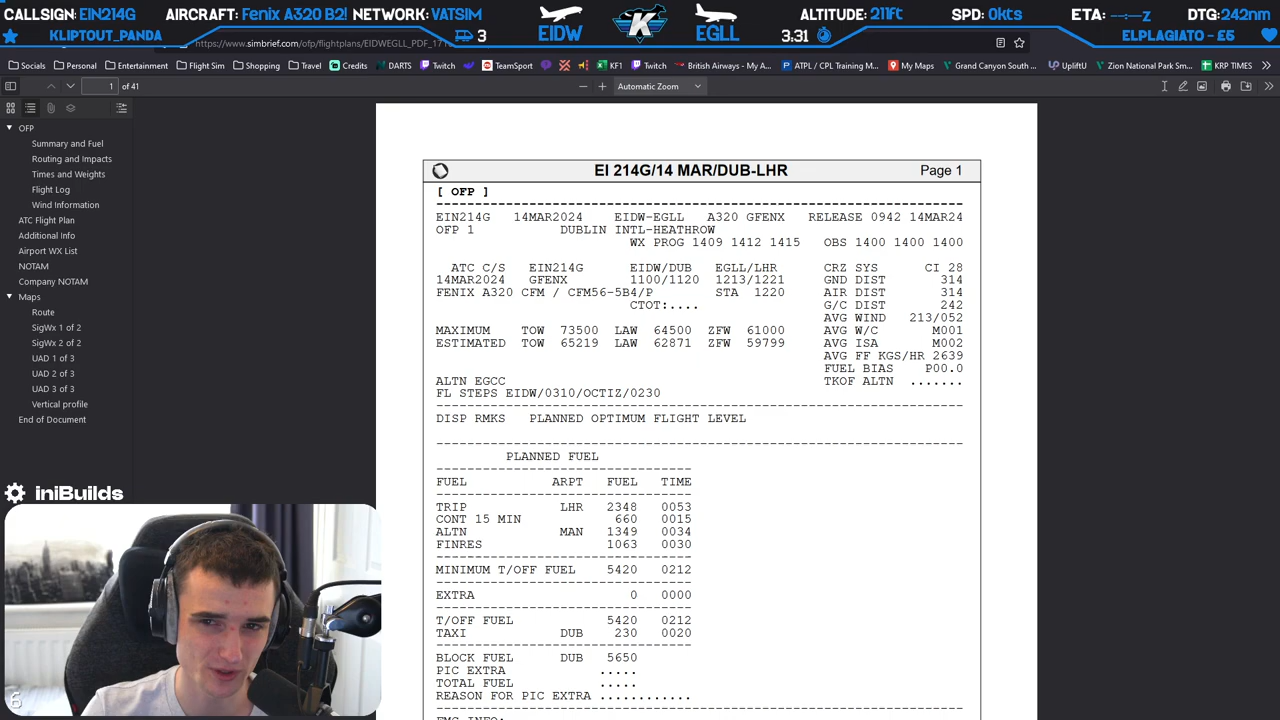 CALLSIGN: EIN214G AIRCRAFT: Fenix A320 B2! NETWORK: VATSIM ALTITUDE: 211ft SPD: 0kts ETA: --:--z DTG: 242nm
KLIPTOUT_PANDA 3 EIDW K EGLL 3:31 ELPLAGIATO - £5
https://www.simbrief.com/ofp/flightplans/EIDWEGLL_PDF_17
Socials Personal Entertainment Flight Sim Shopping Travel Credits DARTS Twitch TeamSport KF1 Twitch British Airways - My A... ATPL / CPL Training M... My Maps Grand Canyon South ... UpliftU Zion National Park Sm... KRP TIMES
1 of 41 Automatic Zoom
OFP
Summary and Fuel
Routing and Impacts
Times and Weights
Flight Log
Wind Information
ATC Flight Plan
Additional Info
Airport WX List
NOTAM
Company NOTAM
Maps
Route
SigWx 1 of 2
SigWx 2 of 2
UAD 1 of 3
UAD 2 of 3
UAD 3 of 3
Vertical profile
End of Document
iniBuilds
6
EI 214G/14 MAR/DUB-LHR Page 1
[ OFP ]
EIN214G 14MAR2024 EIDW-EGLL A320 GFENX RELEASE 0942 14MAR24
OFP 1 DUBLIN INTL-HEATHROW
WX PROG 1409 1412 1415 OBS 1400 1400 1400
ATC C/S EIN214G EIDW/DUB EGLL/LHR CRZ SYS CI 28
14MAR2024 GFENX 1100/1120 1213/1221 GND DIST 314
FENIX A320 CFM / CFM56-5B4/P STA 1220 AIR DIST 314
CTOT:.... G/C DIST 242
AVG WIND 213/052
MAXIMUM TOW 73500 LAW 64500 ZFW 61000 AVG W/C M001
ESTIMATED TOW 65219 LAW 62871 ZFW 59799 AVG ISA M002
AVG FF KGS/HR 2639
FUEL BIAS P00.0
ALTN EGCC TKOF ALTN .......
FL STEPS EIDW/0310/OCTIZ/0230
DISP RMKS PLANNED OPTIMUM FLIGHT LEVEL
PLANNED FUEL
FUEL ARPT FUEL TIME
TRIP LHR 2348 0053
CONT 15 MIN 660 0015
ALTN MAN 1349 0034
FINRES 1063 0030
MINIMUM T/OFF FUEL 5420 0212
EXTRA 0 0000
T/OFF FUEL 5420 0212
TAXI DUB 230 0020
BLOCK FUEL DUB 5650
PIC EXTRA .....
TOTAL FUEL .....
REASON FOR PIC EXTRA ............
FMC INFO: